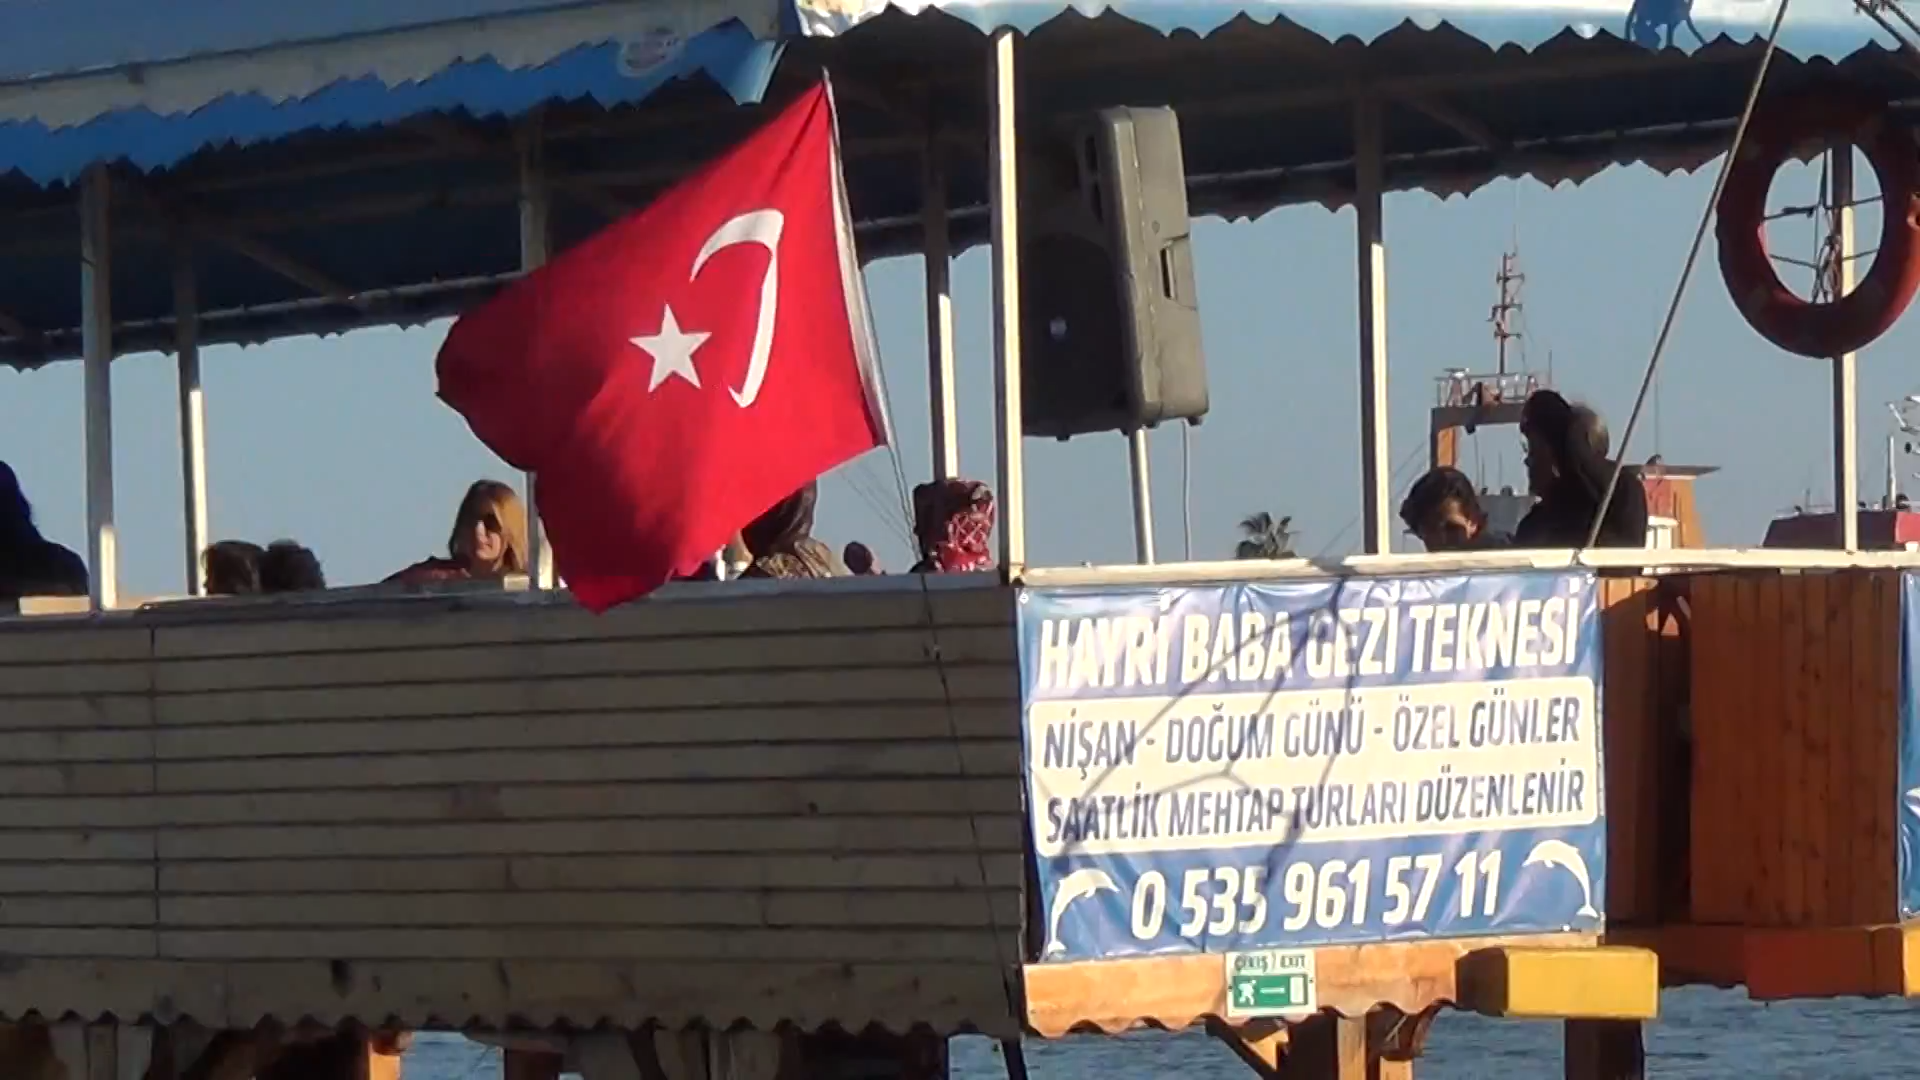 HAYRİ BABA GEZİ TEKNESİ
NİŞAN - DOĞUM GÜNÜ - ÖZEL GÜNLER
SAATLİK MEHTAP TURLARI DÜZENLENİR
0 535 961 57 11
ÇIKIŞ / EXIT